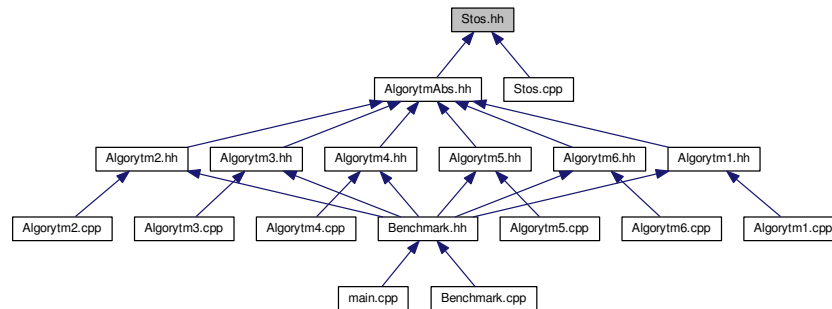 Stos.hh
AlgorytmAbs.hh
Stos.cpp
Algorytm2.hh
Algorytm3.hh
Algorytm4.hh
Algorytm5.hh
Algorytm6.hh
Algorytm1.hh
Algorytm2.cpp
Algorytm3.cpp
Algorytm4.cpp
Benchmark.hh
Algorytm5.cpp
Algorytm6.cpp
Algorytm1.cpp
main.cpp
Benchmark.cpp